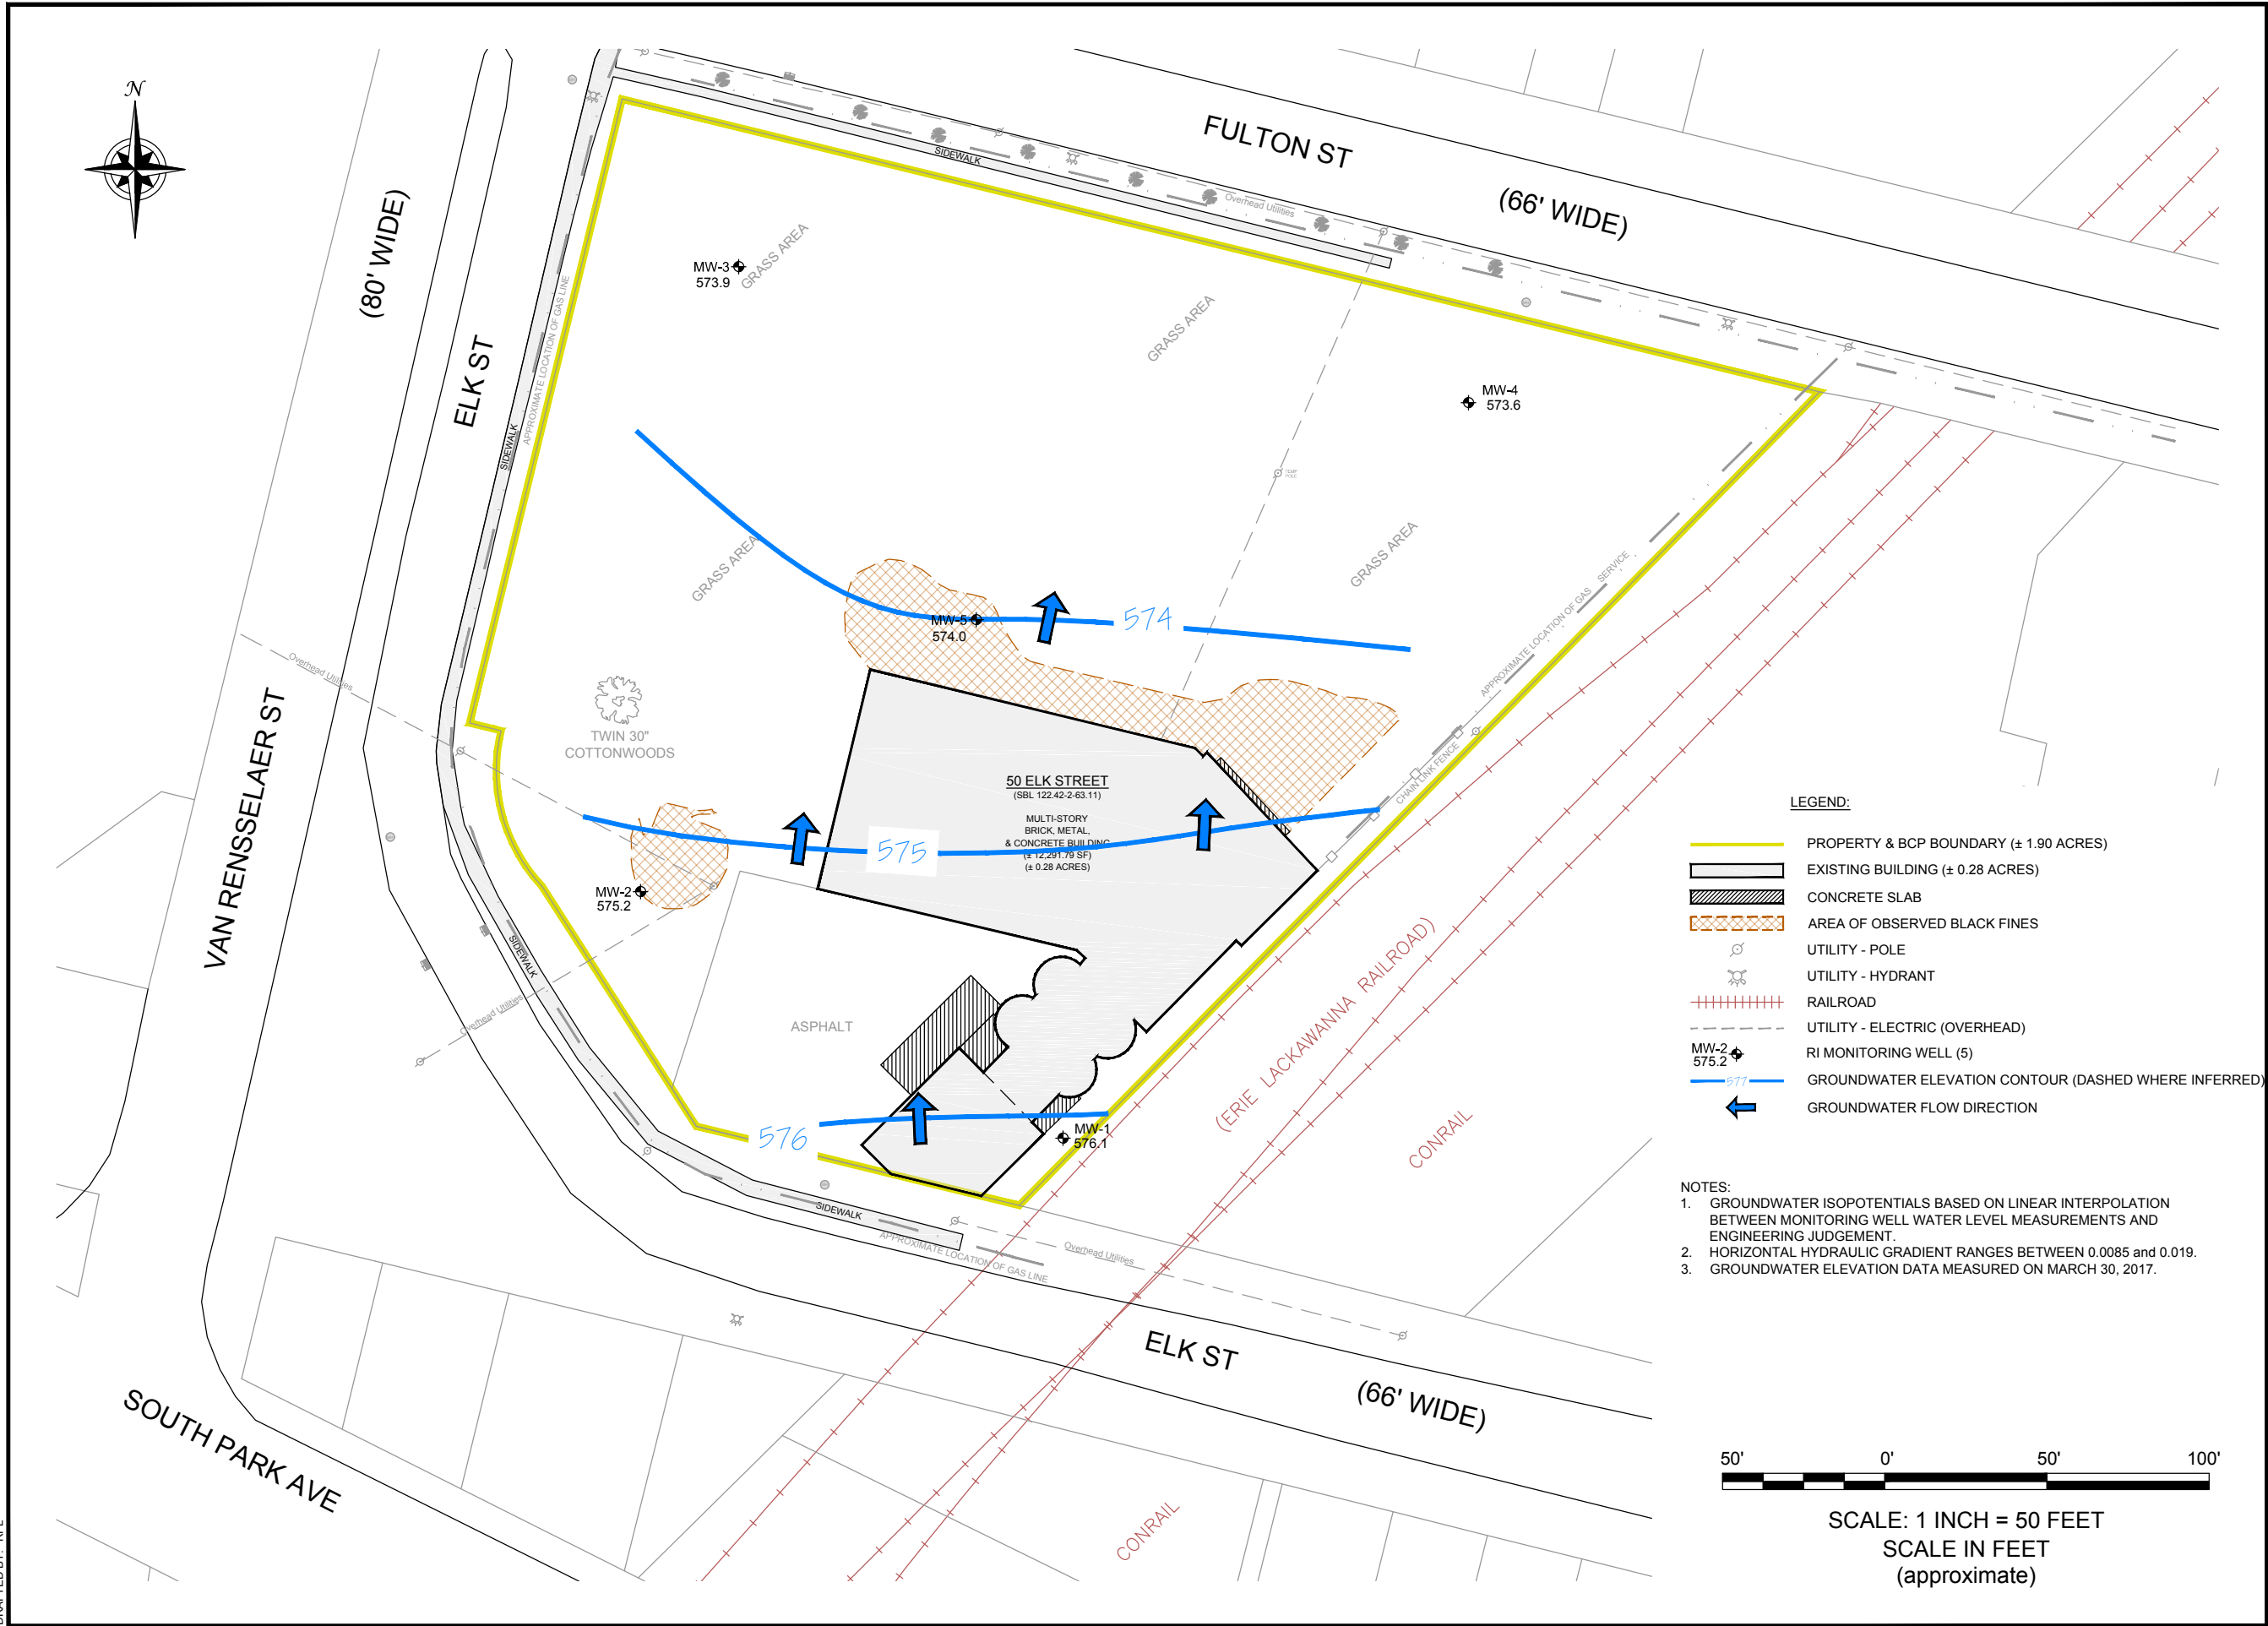 N
FULTON ST
(66' WIDE)
(80' WIDE)
ELK ST
SIDEWALK
Overhead Utilities
MW-3
573.9
GRASS AREA
GRASS AREA
MW-4
573.6
APPROXIMATE LOCATION OF GAS LINE
SIDEWALK
TEMP
POLE
GRASS AREA
GRASS AREA
574
MW-5
574.0
APPROXIMATE LOCATION OF GAS SERVICE
Overhead Utilities
VAN RENSSELAER ST
TWIN 30"
COTTONWOODS
CHAIN LINK FENCE
50 ELK STREET
(SBL 122.42-2-63.11)
MULTI-STORY
BRICK, METAL,
& CONCRETE BUILDING
(± 12,291.79 SF)
(± 0.28 ACRES)
575
MW-2
575.2
SIDEWALK
Overhead Utilities
ASPHALT
(ERIE LACKAWANNA RAILROAD)
CONRAIL
576
MW-1
576.1
SIDEWALK
APPROXIMATE LOCATION OF GAS LINE
Overhead Utilities
ELK ST
(66' WIDE)
SOUTH PARK AVE
CONRAIL
LEGEND:
PROPERTY & BCP BOUNDARY (± 1.90 ACRES)
EXISTING BUILDING (± 0.28 ACRES)
CONCRETE SLAB
AREA OF OBSERVED BLACK FINES
UTILITY - POLE
UTILITY - HYDRANT
RAILROAD
UTILITY - ELECTRIC (OVERHEAD)
MW-2
575.2
RI MONITORING WELL (5)
577
GROUNDWATER ELEVATION CONTOUR (DASHED WHERE INFERRED)
GROUNDWATER FLOW DIRECTION
NOTES:
1. GROUNDWATER ISOPOTENTIALS BASED ON LINEAR INTERPOLATION
BETWEEN MONITORING WELL WATER LEVEL MEASUREMENTS AND
ENGINEERING JUDGEMENT.
2. HORIZONTAL HYDRAULIC GRADIENT RANGES BETWEEN 0.0085 and 0.019.
3. GROUNDWATER ELEVATION DATA MEASURED ON MARCH 30, 2017.
50' 0' 50' 100'
SCALE: 1 INCH = 50 FEET
SCALE IN FEET
(approximate)